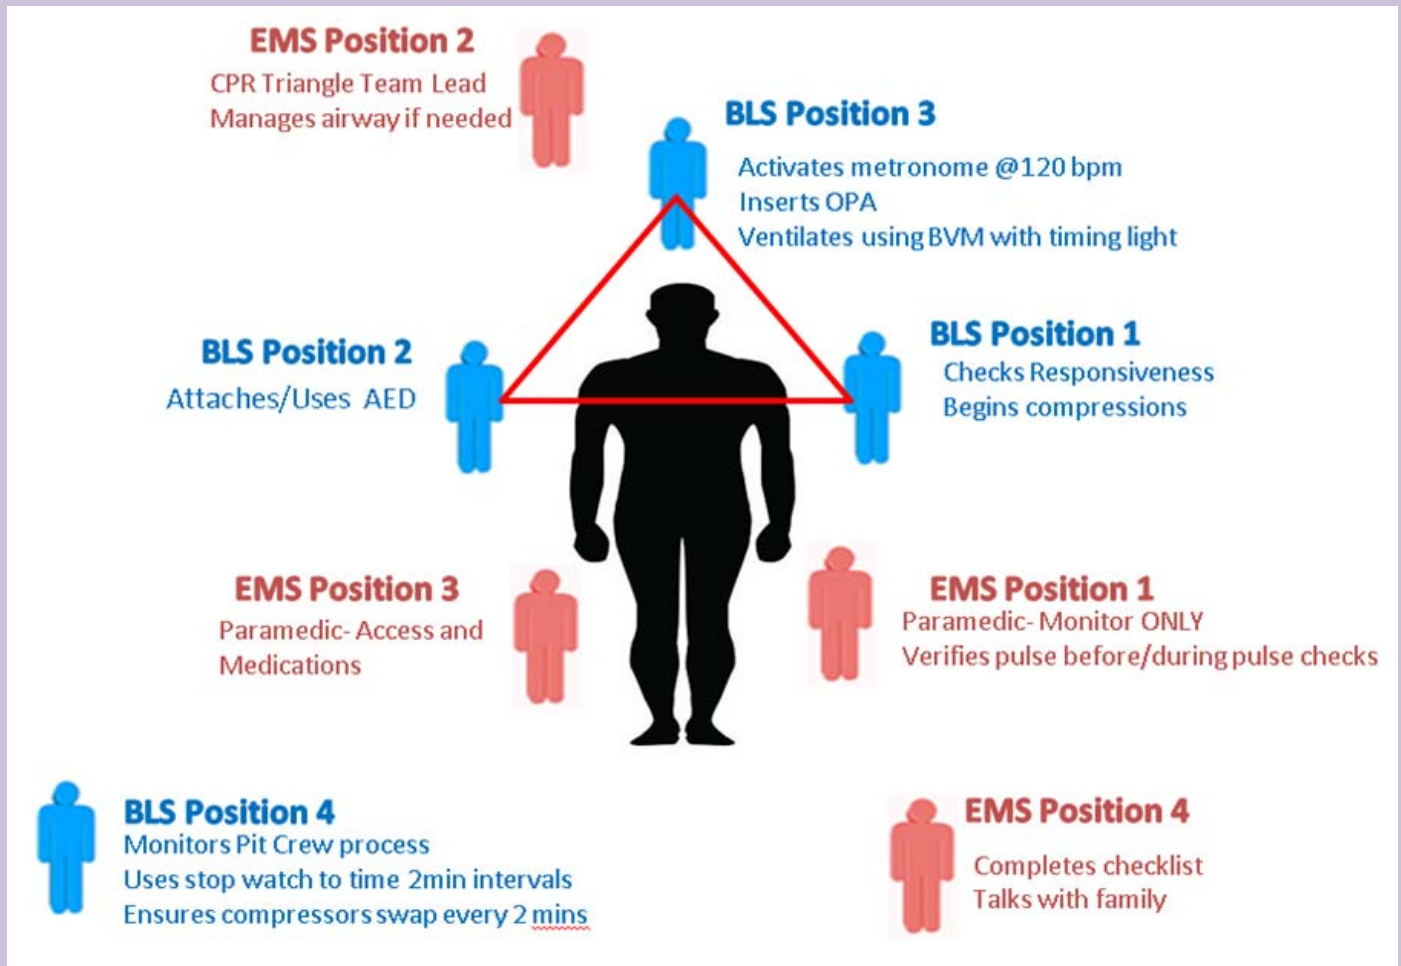 EMS Position 2
CPR Triangle Team Lead
Manages airway if needed
BLS Position 3
Activates metronome @120 bpm
Inserts OPA
Ventilates using BVM with timing light
BLS Position 2
Attaches/Uses AED
BLS Position 1
Checks Responsiveness
Begins compressions
EMS Position 3
Paramedic- Access and
Medications
EMS Position 1
Paramedic- Monitor ONLY
Verifies pulse before/during pulse checks
BLS Position 4
Monitors Pit Crew process
Uses stop watch to time 2min intervals
Ensures compressors swap every 2 mins
EMS Position 4
Completes checklist
Talks with family